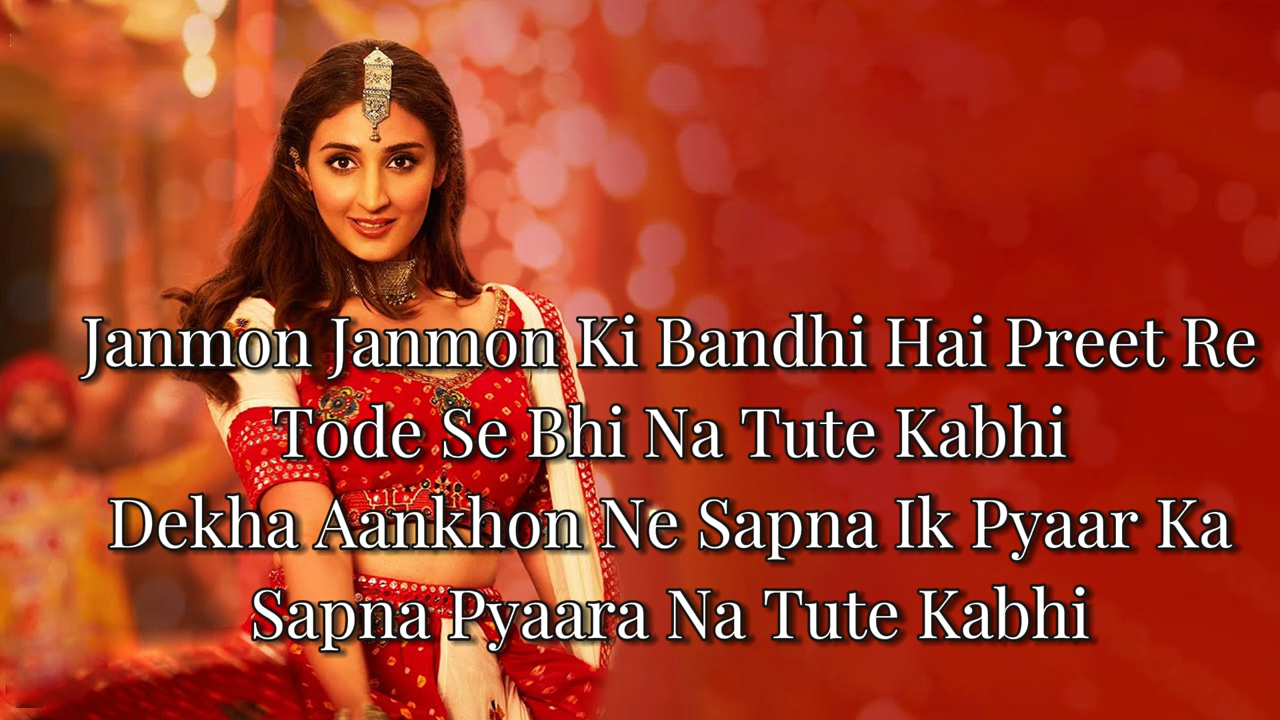 Janmon Janmon Ki Bandhi Hai Preet Re
Tode Se Bhi Na Tute Kabhi
Dekha Aankhon Ne Sapna Ik Pyaar Ka
Sapna Pyaara Na Tute Kabhi